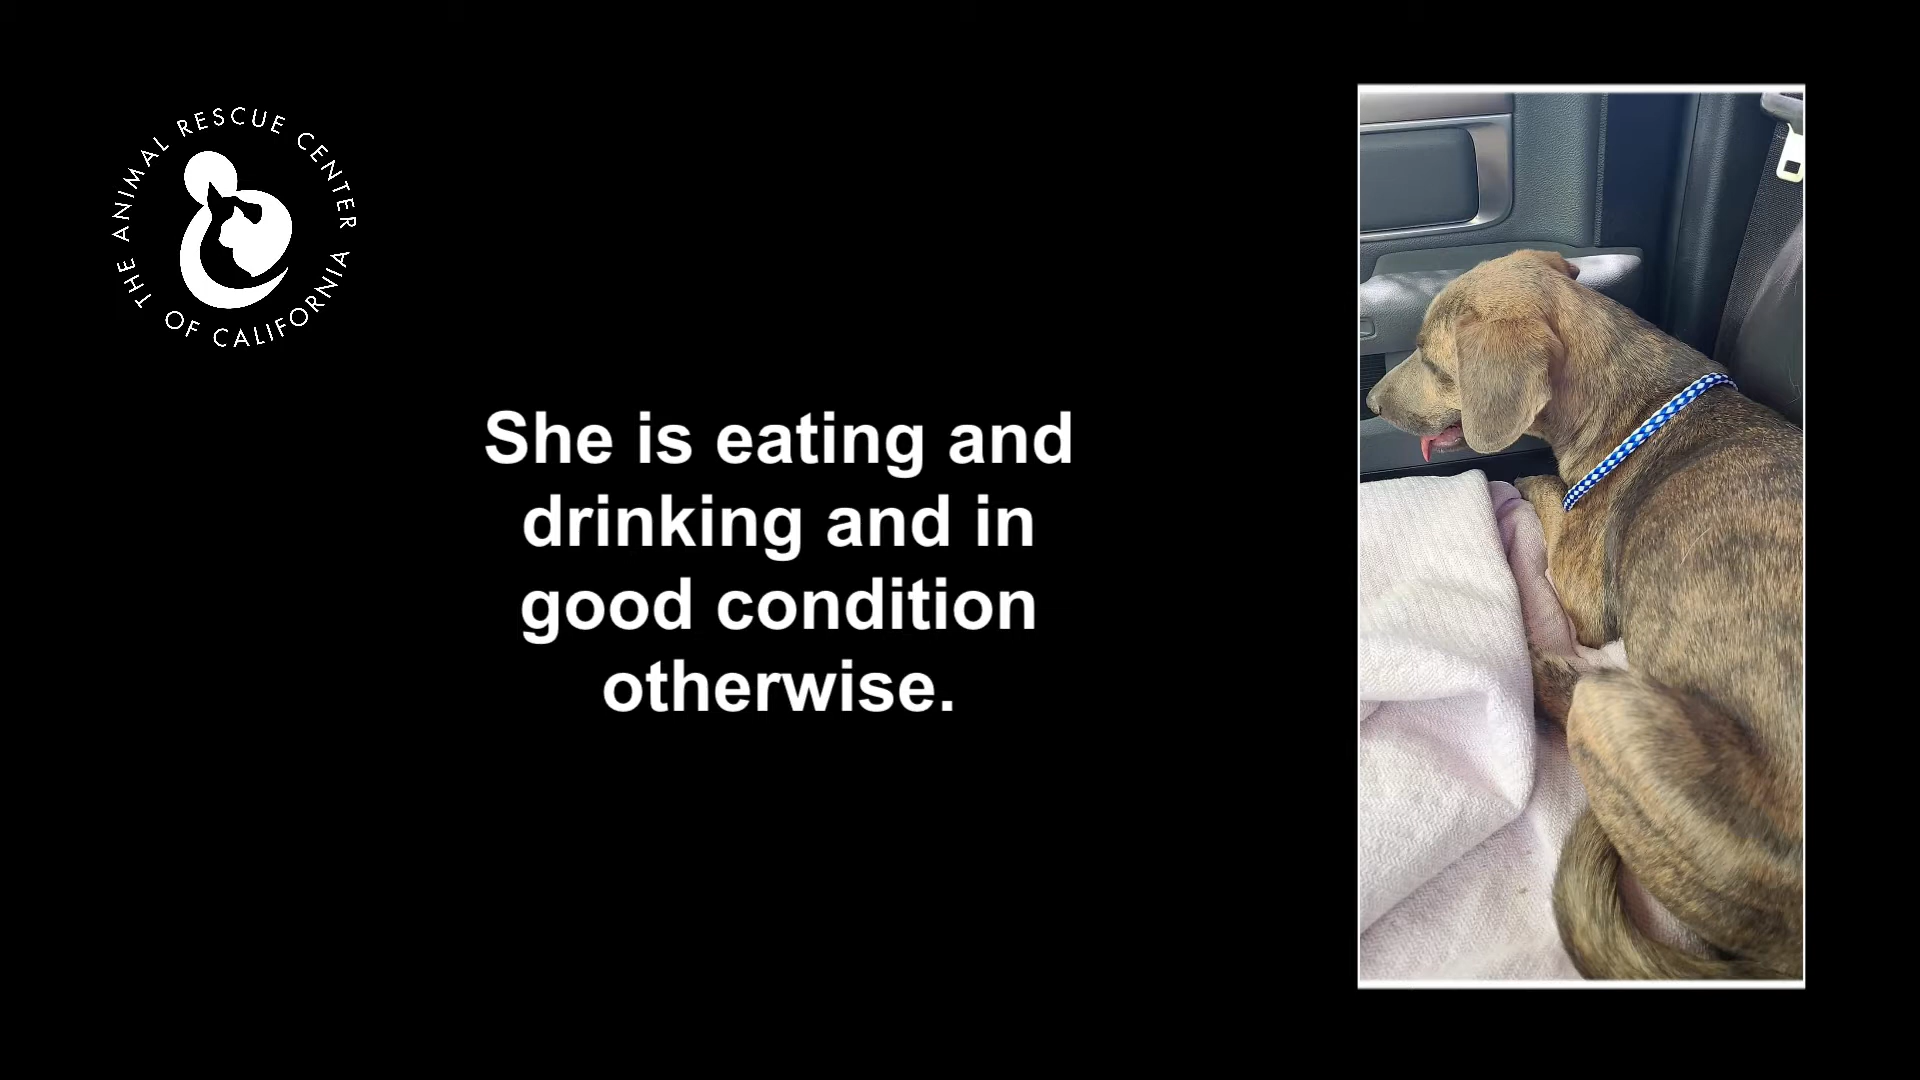 THE ANIMAL RESCUE CENTER
OF CALIFORNIA
She is eating and
drinking and in
good condition
otherwise.